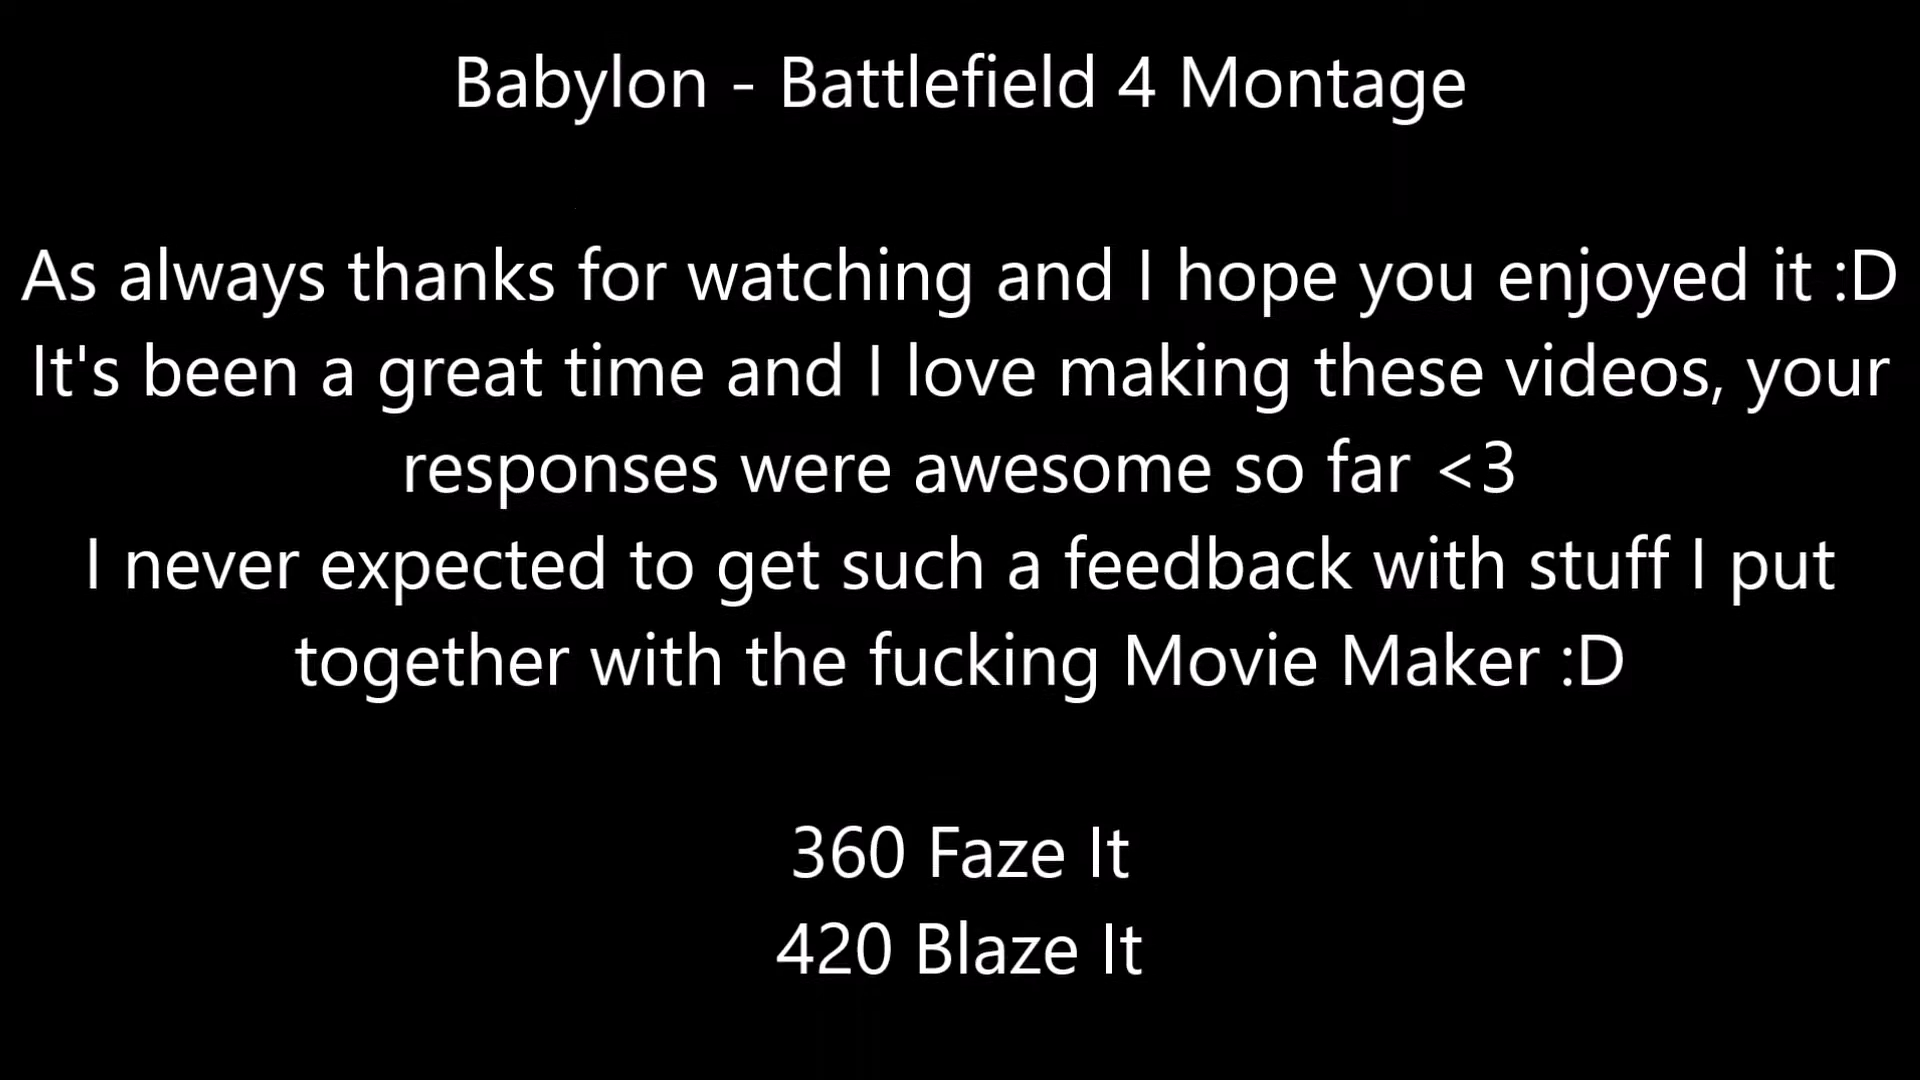 Babylon - Battlefield 4 Montage
As always thanks for watching and I hope you enjoyed it :D
It's been a great time and I love making these videos, your
responses were awesome so far <3
I never expected to get such a feedback with stuff I put
together with the fucking Movie Maker :D
360 Faze It
420 Blaze It